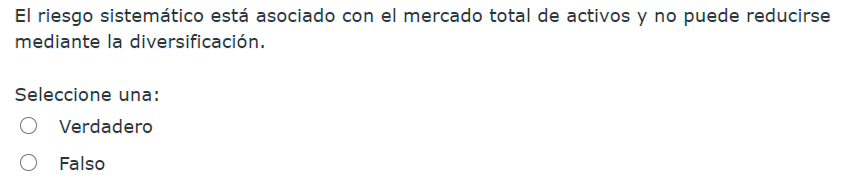 El riesgo sistemático está asociado con el mercado total de activos y no puede reducirse
mediante la diversificación.
Seleccione una:
Verdadero
Falso